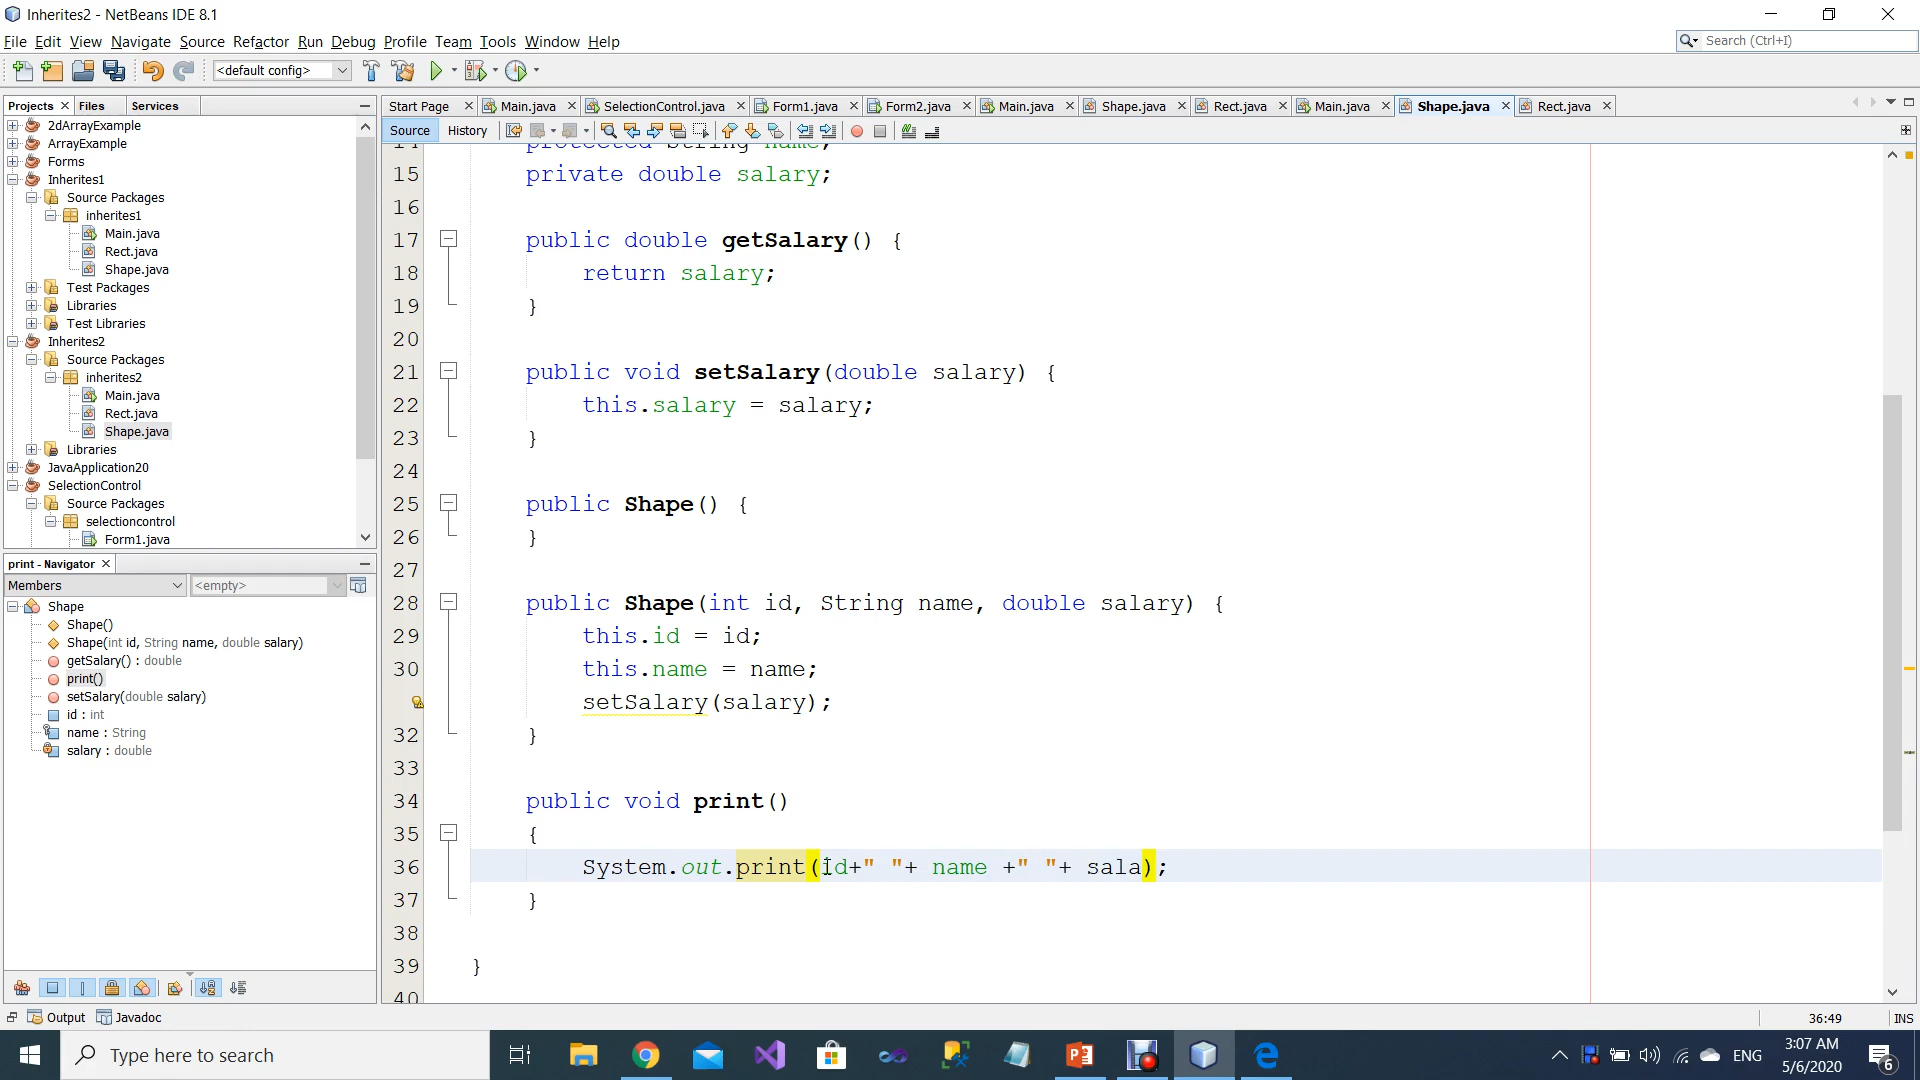 Inherites2 - NetBeans IDE 8.1
File Edit View Navigate Source Refactor Run Debug Profile Team Tools Window Help
Search (Ctrl+I)
<default config>
Projects Files Services
Start Page Main.java SelectionControl.java Form1.java Form2.java Main.java Shape.java Rect.java Main.java Shape.java Rect.java
Source History
2dArrayExample
ArrayExample
Forms
Inherites1
Source Packages
inherites1
Main.java
Rect.java
Shape.java
Test Packages
Libraries
Test Libraries
Inherites2
Source Packages
inherites2
Main.java
Rect.java
Shape.java
Libraries
JavaApplication20
SelectionControl
Source Packages
selectioncontrol
Form1.java
print - Navigator
Members <empty>
Shape
Shape()
Shape(int id, String name, double salary)
getSalary() : double
print()
setSalary(double salary)
id : int
name : String
salary : double
14 protected String name;
15 private double salary;
16
17 public double getSalary() {
18 return salary;
19 }
20
21 public void setSalary(double salary) {
22 this.salary = salary;
23 }
24
25 public Shape() {
26 }
27
28 public Shape(int id, String name, double salary) {
29 this.id = id;
30 this.name = name;
setSalary(salary);
32 }
33
34 public void print()
35 {
36 System.out.print(id+" "+ name +" "+ sala);
37 }
38
39 }
40
Output Javadoc
36:49 INS
Type here to search
ENG
3:07 AM
5/6/2020
6